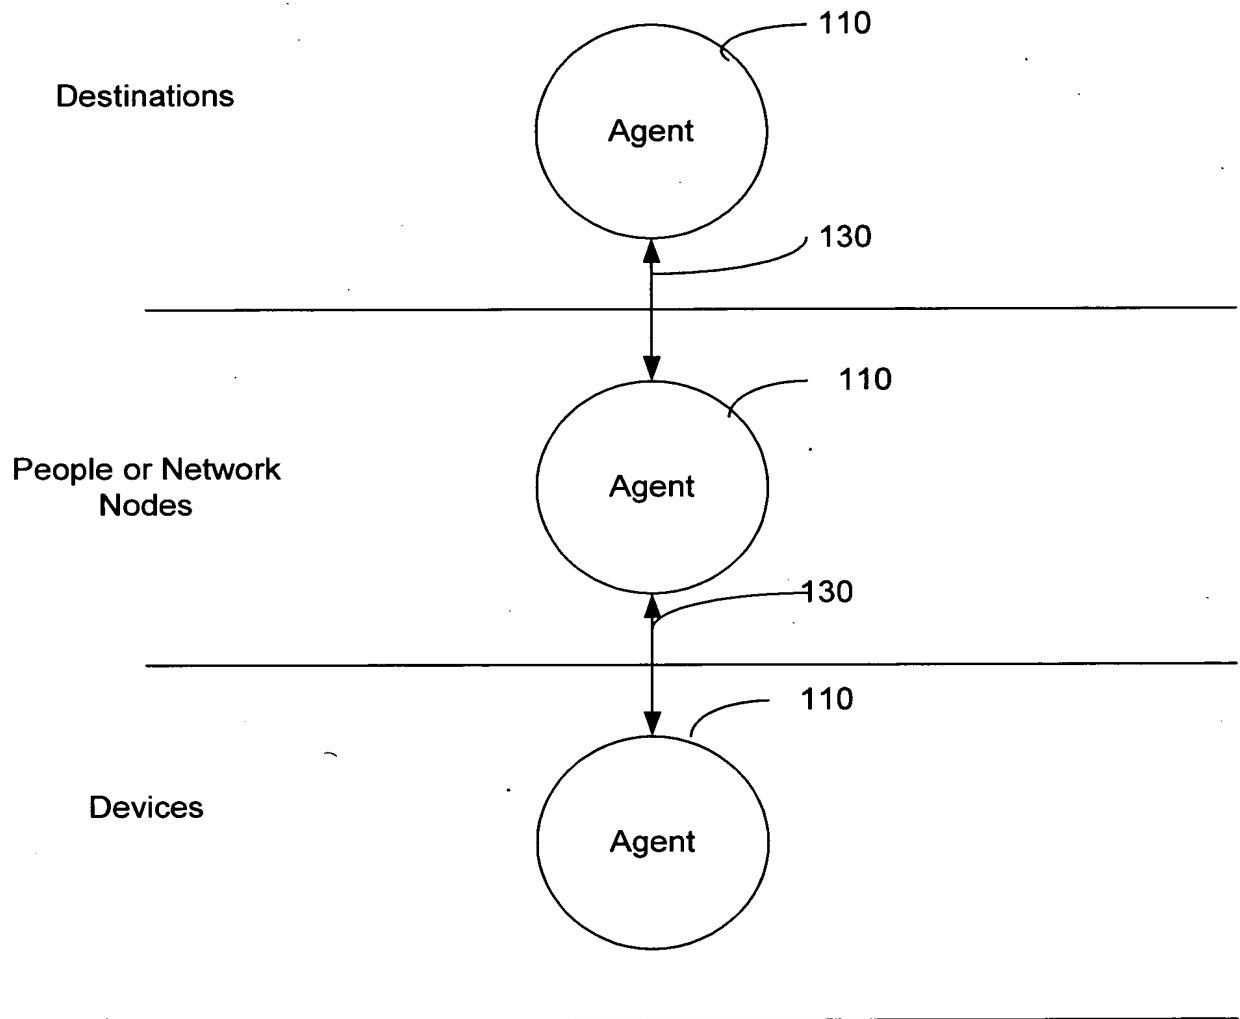 110
Destinations
Agent
130
110
People or Network
Nodes
Agent
130
110
Devices
Agent